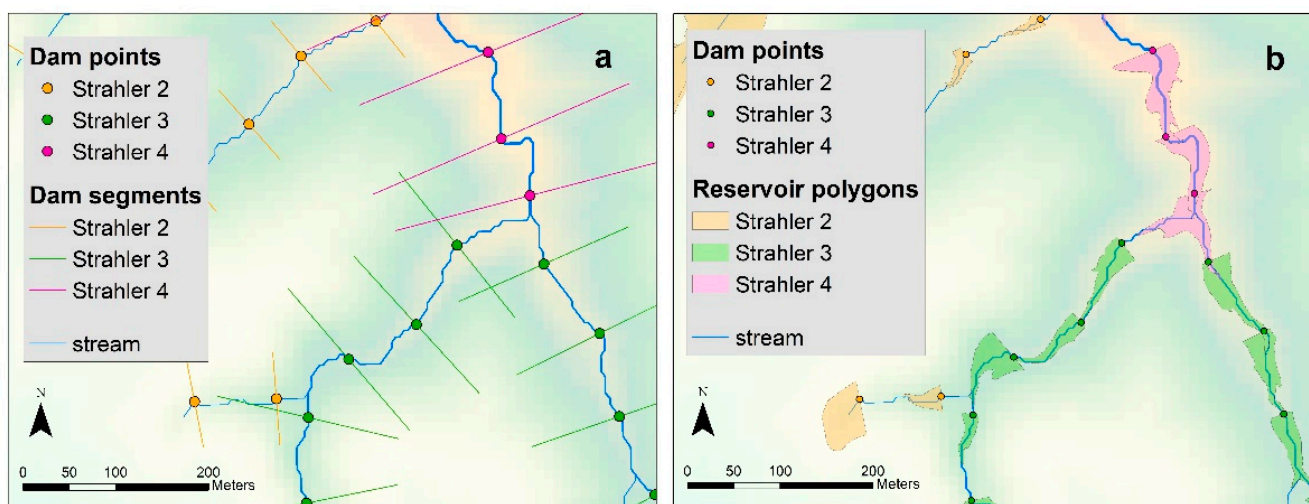 a
Dam points
Strahler 2
Strahler 3
Strahler 4
Dam segments
Strahler 2
Strahler 3
Strahler 4
stream
N
0 50 100 200
Meters
b
Dam points
Strahler 2
Strahler 3
Strahler 4
Reservoir polygons
Strahler 2
Strahler 3
Strahler 4
stream
N
0 50 100 200
Meters